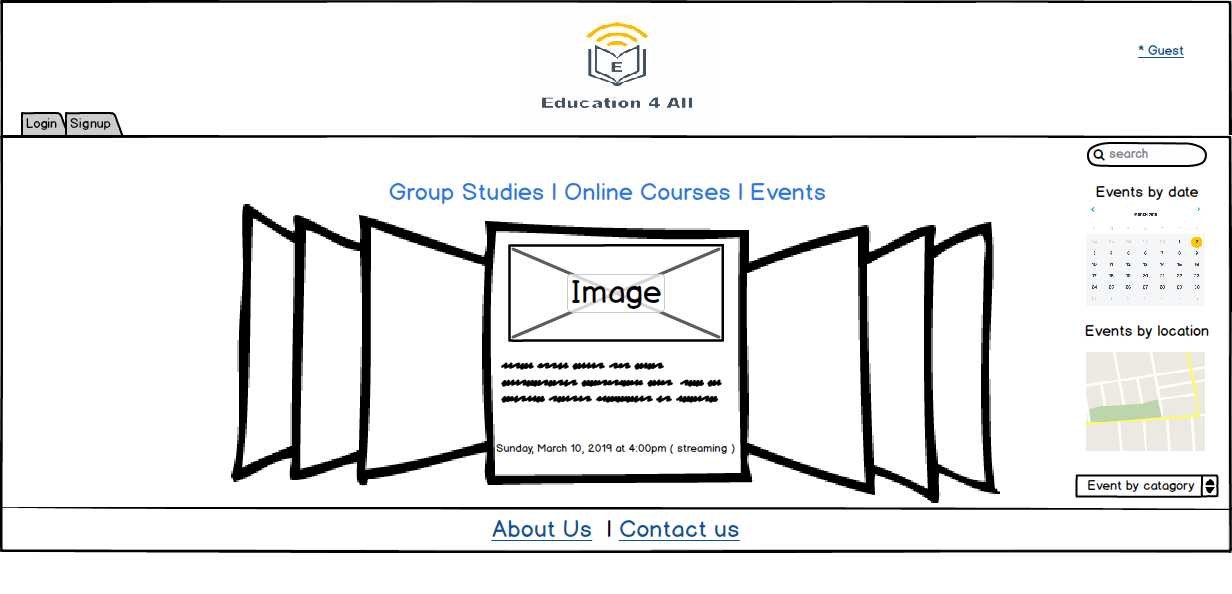 E
Education 4 All
* Guest
Login
Signup
search
Group Studies | Online Courses | Events
Events by date
Image
Events by location
Sunday, March 10, 2019 at 4:00pm ( streaming )
Event by catagory
About Us | Contact us